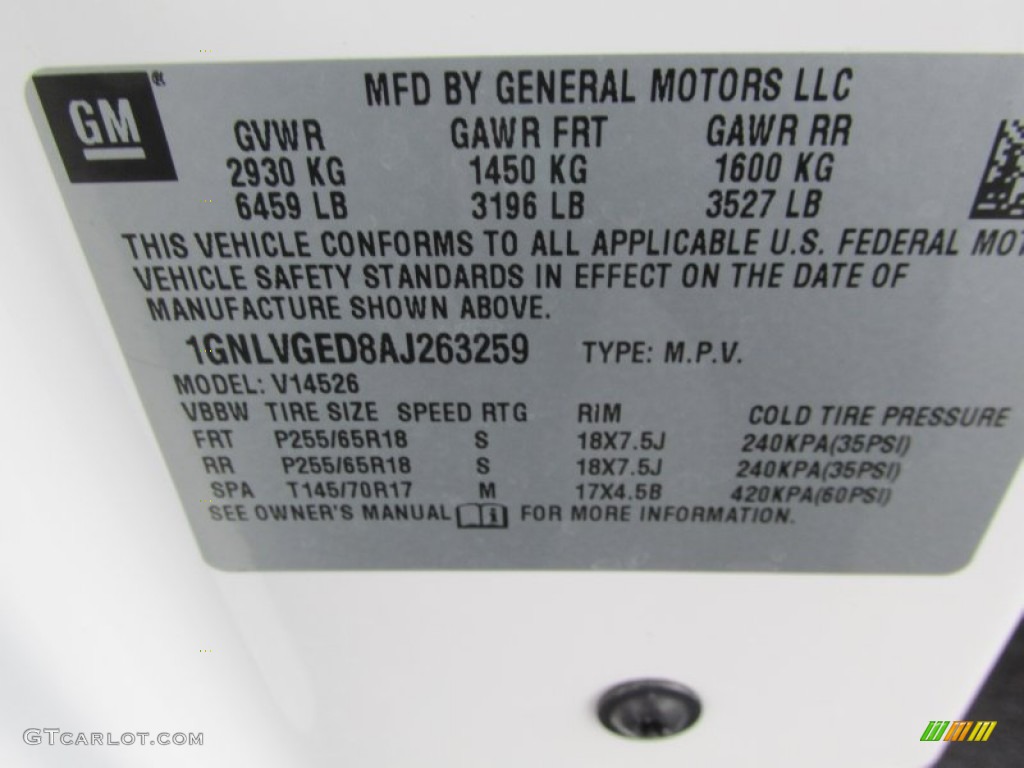 GM®
MFD BY GENERAL MOTORS LLC
GVWR GAWR FRT GAWR RR
2930 KG 1450 KG 1600 KG
6459 LB 3196 LB 3527 LB
THIS VEHICLE CONFORMS TO ALL APPLICABLE U.S. FEDERAL MOT
VEHICLE SAFETY STANDARDS IN EFFECT ON THE DATE OF
MANUFACTURE SHOWN ABOVE.
1GNLVGED8AJ263259 TYPE: M.P.V.
MODEL: V14526
VBBW TIRE SIZE SPEED RTG RIM COLD TIRE PRESSURE
FRT P255/65R18 S 18X7.5J 240KPA(35PSI)
RR P255/65R18 S 18X7.5J 240KPA(35PSI)
SPA T145/70R17 M 17X4.5B 420KPA(60PSI)
SEE OWNER'S MANUAL i FOR MORE INFORMATION.
GTCARLOT.COM